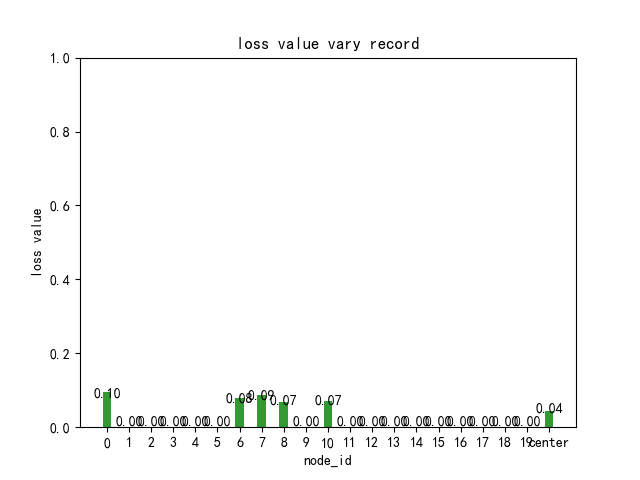 loss value vary record
1.0
0.8
0.6
0.4
0.2
0.0
loss value
0.10 0.00 0.00 0.00 0.00 0.00 0.08 0.09 0.07 0.00 0.07 0.00 0.00 0.00 0.00 0.00 0.00 0.00 0.00 0.00 0.04
0 1 2 3 4 5 6 7 8 9 10 11 12 13 14 15 16 17 18 19 center
node_id